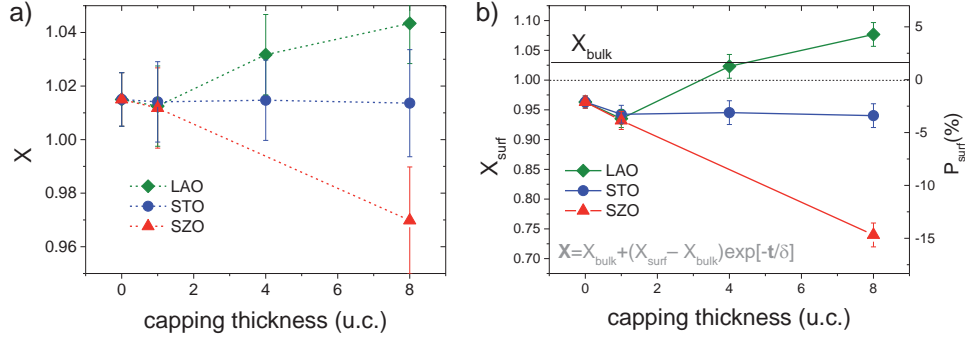 a)
1.04
1.02
1.00
0.98
0.96
X
LAO
STO
SZO
0 2 4 6 8
capping thickness (u.c.)
b)
1.10
1.05
1.00
0.95
0.90
0.85
0.80
0.75
0.70
X_surf
X_bulk
LAO
STO
SZO
X=X_bulk+(X_surf− X_bulk)exp[-t/δ]
5
0
-5
-10
-15
P_surf(%)
0 2 4 6 8
capping thickness (u.c.)